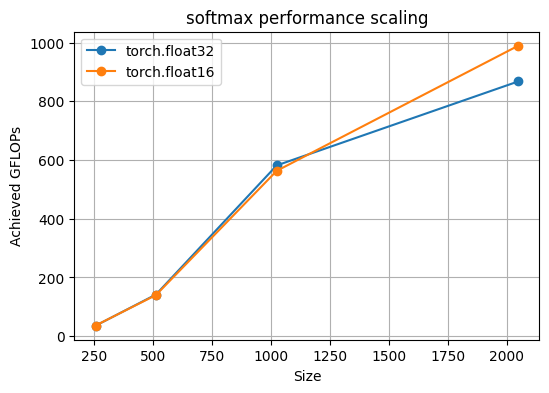 softmax performance scaling
torch.float32
torch.float16
1000
800
600
400
200
0
Achieved GFLOPs
250 500 750 1000 1250 1500 1750 2000
Size